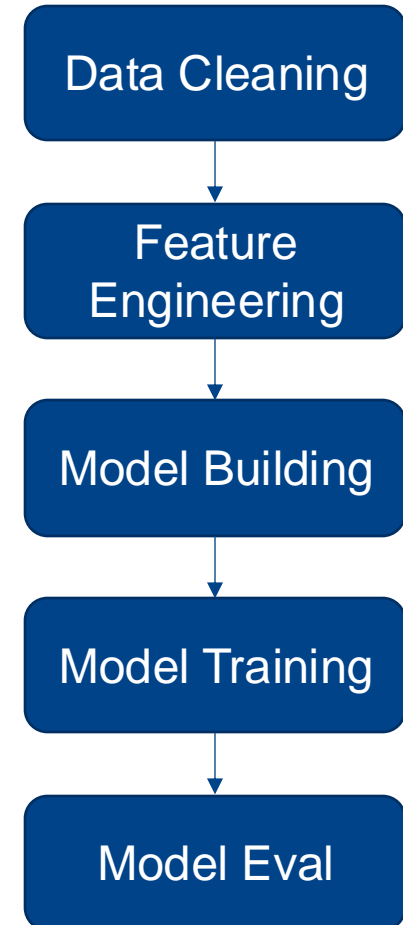 Data Cleaning
Feature
Engineering
Model Building
Model Training
Model Eval